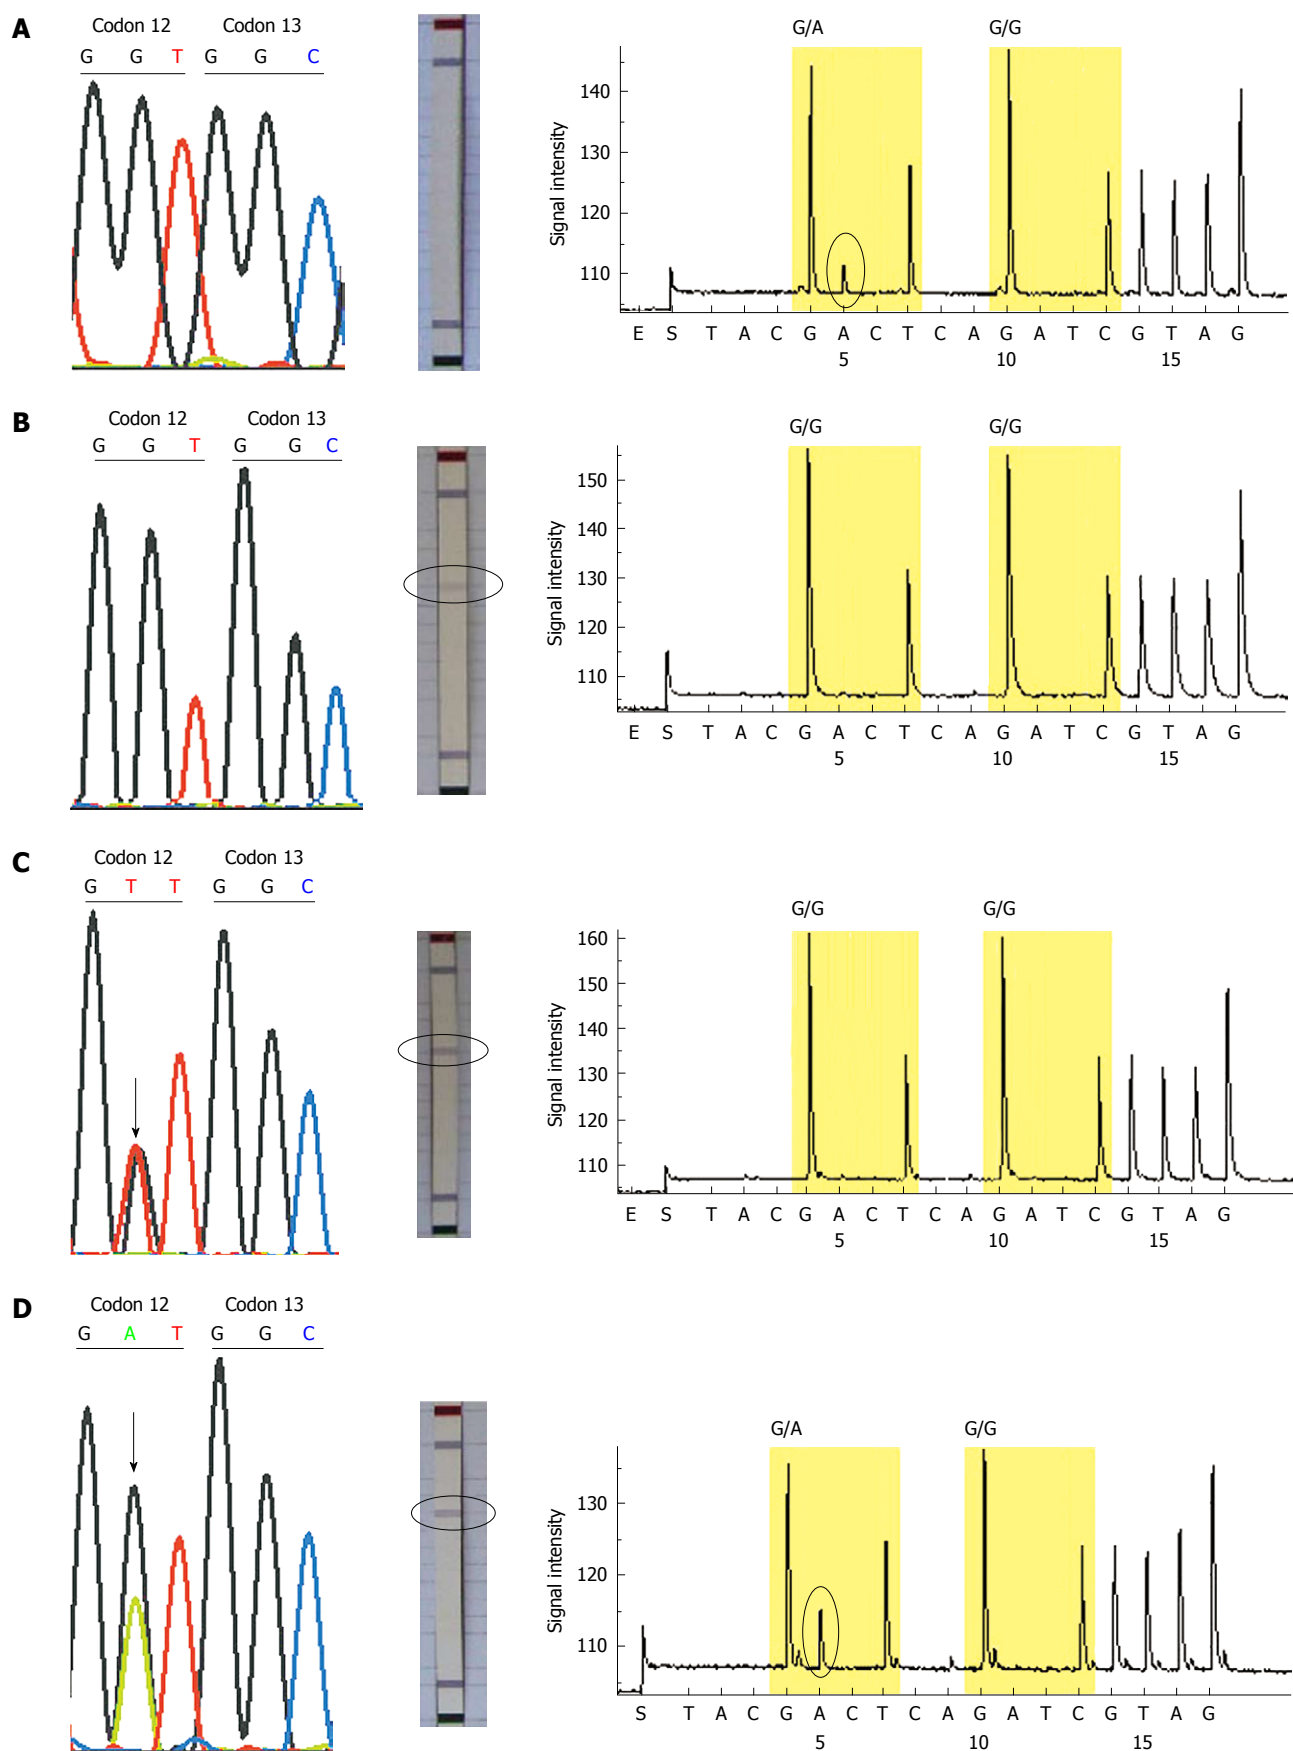 A
Codon 12 Codon 13
G G T G G C
G/A G/G
Signal intensity
140
130
120
110
E S T A C G A C T C A G A T C G T A G
5 10 15
B
Codon 12 Codon 13
G G T G G C
G/G G/G
Signal intensity
150
140
130
120
110
E S T A C G A C T C A G A T C G T A G
5 10 15
C
Codon 12 Codon 13
G T T G G C
G/G G/G
Signal intensity
160
150
140
130
120
110
E S T A C G A C T C A G A T C G T A G
5 10 15
D
Codon 12 Codon 13
G A T G G C
G/A G/G
Signal intensity
130
120
110
S T A C G A C T C A G A T C G T A G
5 10 15